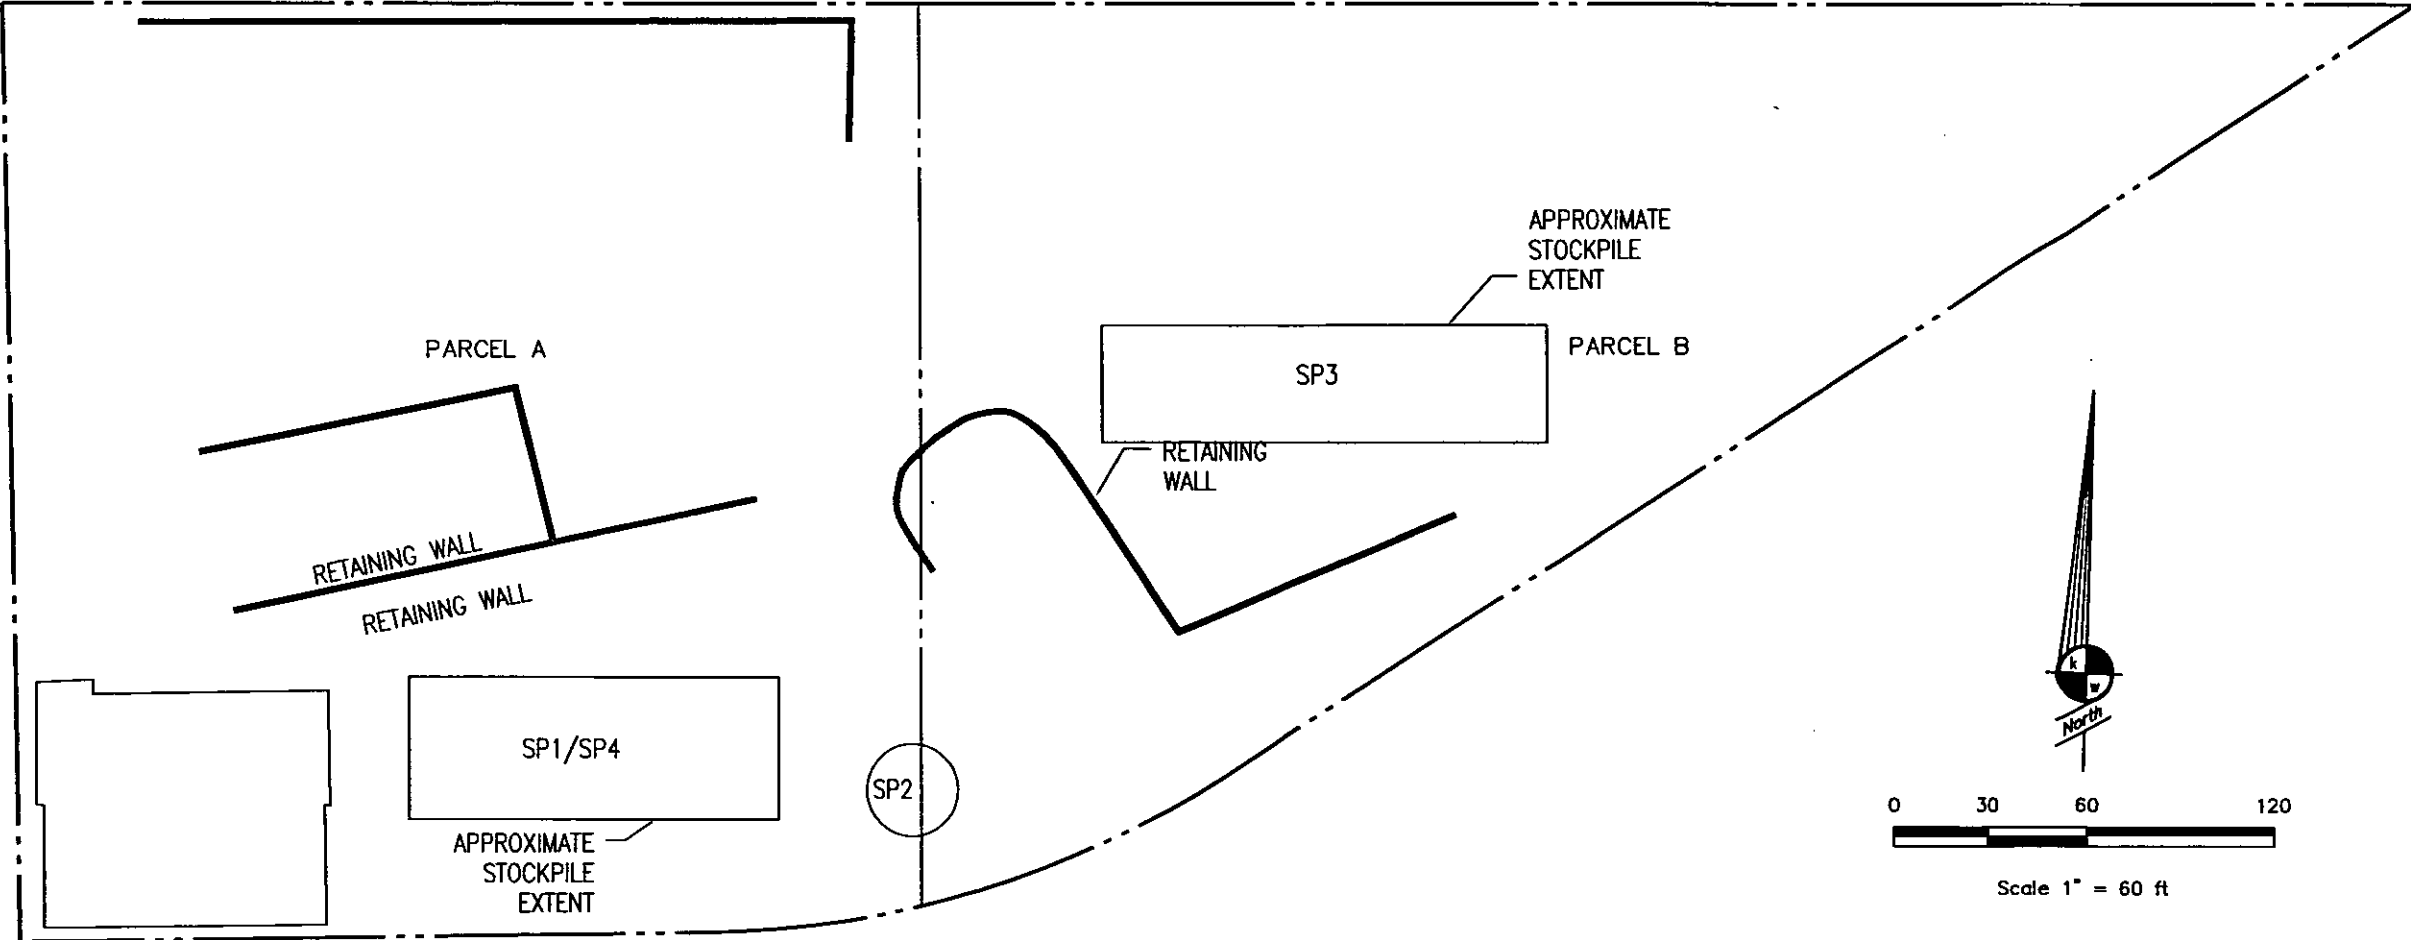 APPROXIMATE
STOCKPILE
EXTENT
PARCEL A
PARCEL B
SP3
RETAINING
WALL
RETAINING WALL
RETAINING WALL
SP1/SP4
SP2
APPROXIMATE
STOCKPILE
EXTENT
k
w
North
0 30 60 120
Scale 1" = 60 ft